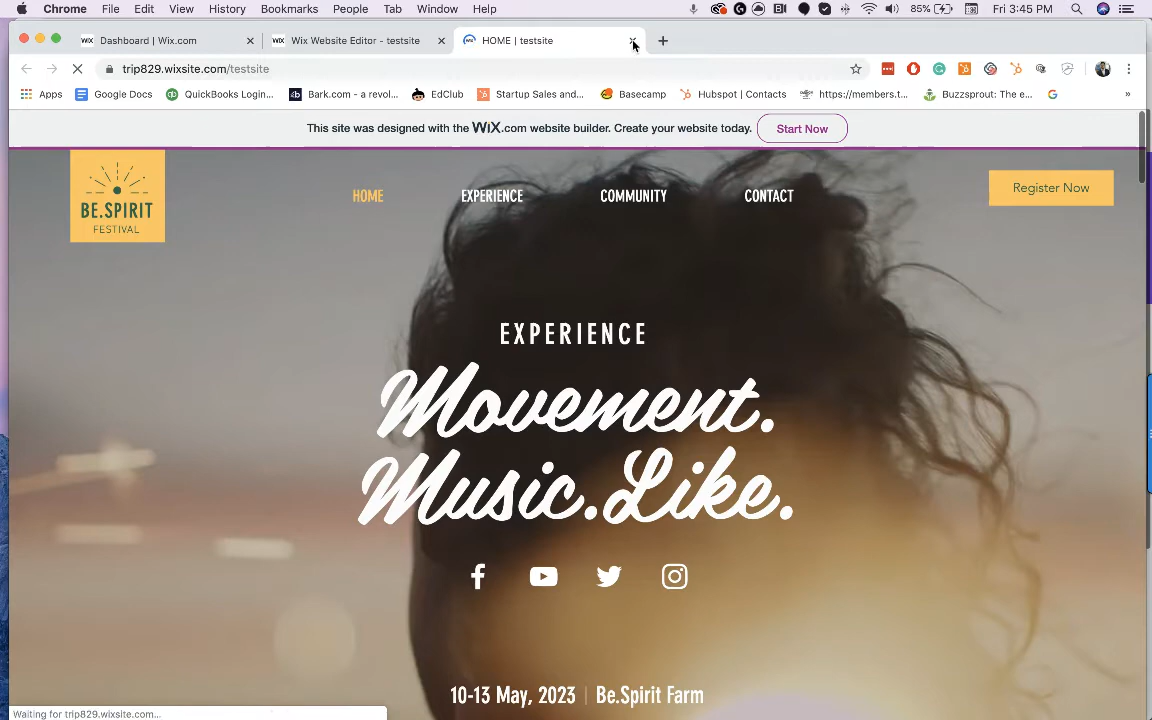 Chrome File Edit View History Bookmarks People Tab Window Help 85% Fri 3:45 PM
WiX Dashboard | Wix.com WiX Wix Website Editor - testsite HOME | testsite
trip829.wixsite.com/testsite
Apps Google Docs QuickBooks Login... Bark.com - a revol... EdClub Startup Sales and... Basecamp Hubspot | Contacts https://members.t... Buzzsprout: The e... »
This site was designed with the WiX.com website builder. Create your website today. Start Now
BE.SPIRIT
FESTIVAL
HOME EXPERIENCE COMMUNITY CONTACT Register Now
EXPERIENCE
Movement.
Music.Like.
10-13 May, 2023 | Be.Spirit Farm
Waiting for trip829.wixsite.com...